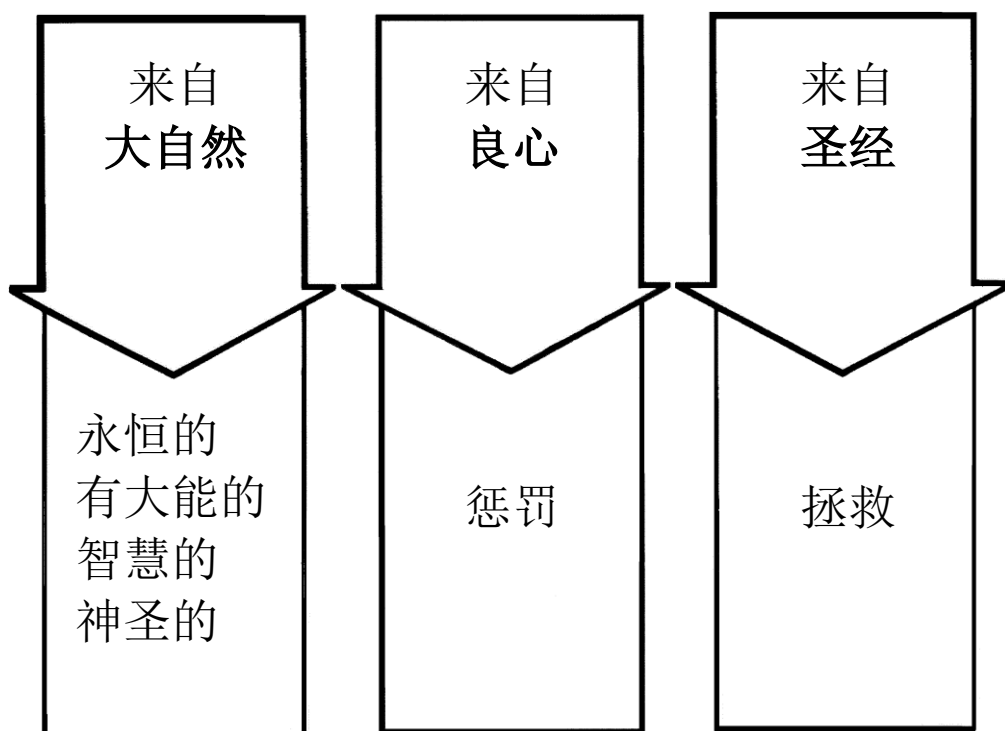 来自
大自然
来自
良心
来自
圣经
永恒的
有大能的
智慧的
神圣的
惩罚
拯救